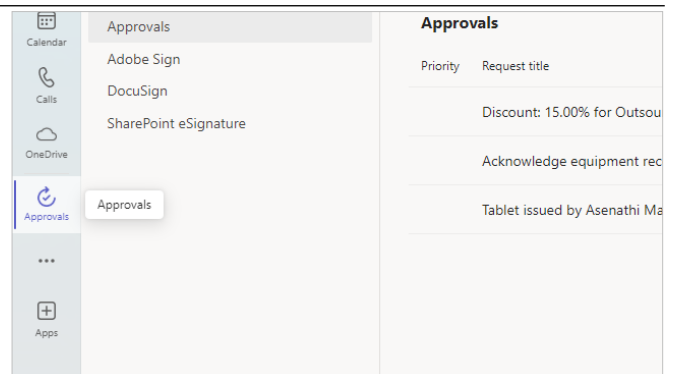 Calendar
Calls
OneDrive
Approvals
Apps
Approvals
Approvals
Adobe Sign
DocuSign
SharePoint eSignature
Approvals
Priority Request title
Discount: 15.00% for Outsou
Acknowledge equipment rec
Tablet issued by Asenathi Ma